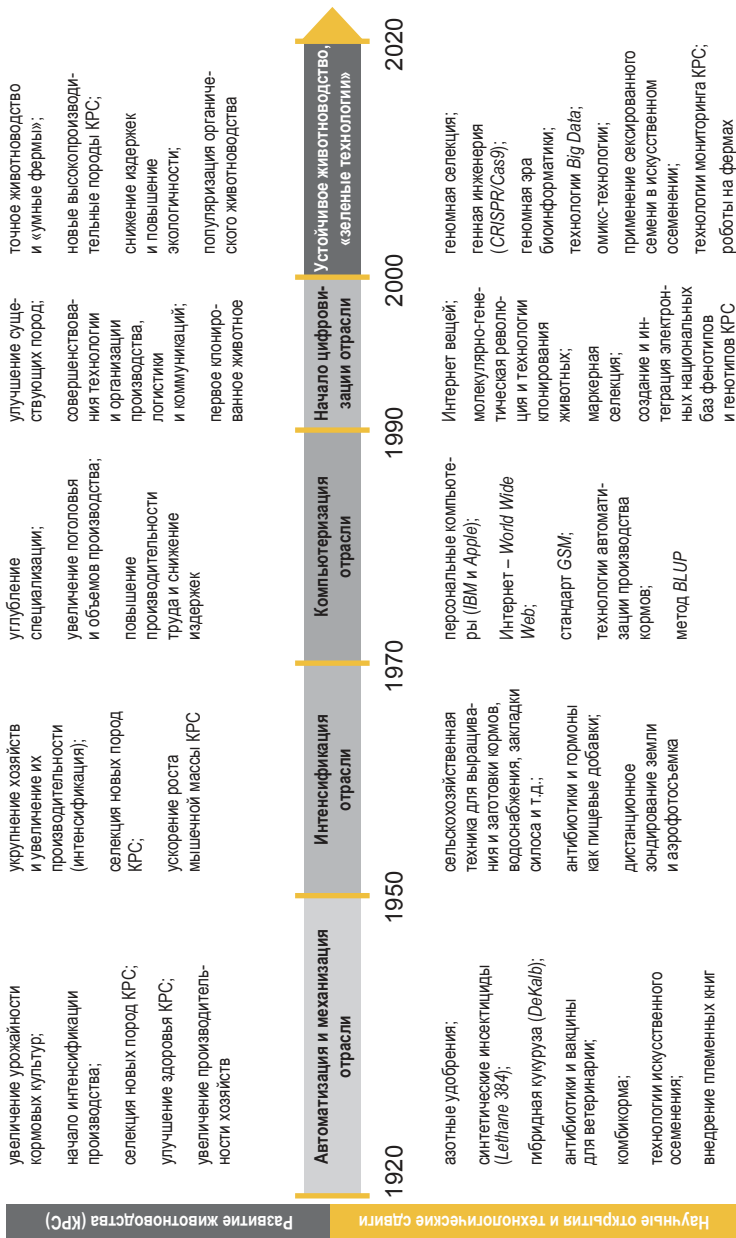 Развитие животноводства (КРС)
увеличение урожайности
кормовых культур;
начало интенсификации
производства;
селекция новых пород КРС;
улучшение здоровья КРС;
увеличение производитель-
ности хозяйств
укрупнение хозяйств
и увеличение их
производительности
(интенсификация);
селекция новых пород
КРС;
ускорение роста
мышечной массы КРС
углубление
специализации;
увеличение поголовья
и объемов производства;
повышение
производительности
труда и снижение
издержек
улучшение суще-
ствующих пород;
совершенствова-
ния технологии
и организации
производства,
логистики
и коммуникаций;
первое клониро-
ванное животное
точное животноводство
и «умные фермы»;
новые высокопроизводи-
тельные породы КРС;
снижение издержек
и повышение
экологичности;
популяризация органиче-
ского животноводства
Автоматизация и механизация
отрасли
Интенсификация
отрасли
Компьютеризация
отрасли
Начало цифрови-
зации отрасли
Устойчивое животноводство,
«зеленые технологии»
1920
1950
1970
1990
2000
2020
Научные открытия и технологические сдвиги
азотные удобрения;
синтетические инсектициды
(Lethane 384);
гибридная кукуруза (DeKalb);
антибиотики и вакцины
для ветеринарии;
комбикорма;
технологии искусственного
осеменения;
внедрение племенных книг
сельскохозяйственная
техника для выращива-
ния и заготовки кормов,
водоснабжения, закладки
силоса и т.д.;
антибиотики и гормоны
как пищевые добавки;
дистанционное
зондирование земли
и аэрофотосъемка
персональные компьюте-
ры (IBM и Apple);
Интернет – World Wide
Web;
стандарт GSM;
технологии автомати-
зации производства
кормов;
метод BLUP
Интернет вещей;
молекулярно-гене-
тическая револю-
ция и технологии
клонирования
животных;
маркерная
селекция;
создание и ин-
теграция электрон-
ных национальных
баз фенотипов
и генотипов КРС
геномная селекция;
генная инженерия
(CRISPR/Cas9);
геномная эра
биоинформатики;
технологии Big Data;
омикс-технологии;
применение сексированного
семени в искусственном
осеменении;
технологии мониторинга КРС;
роботы на фермах